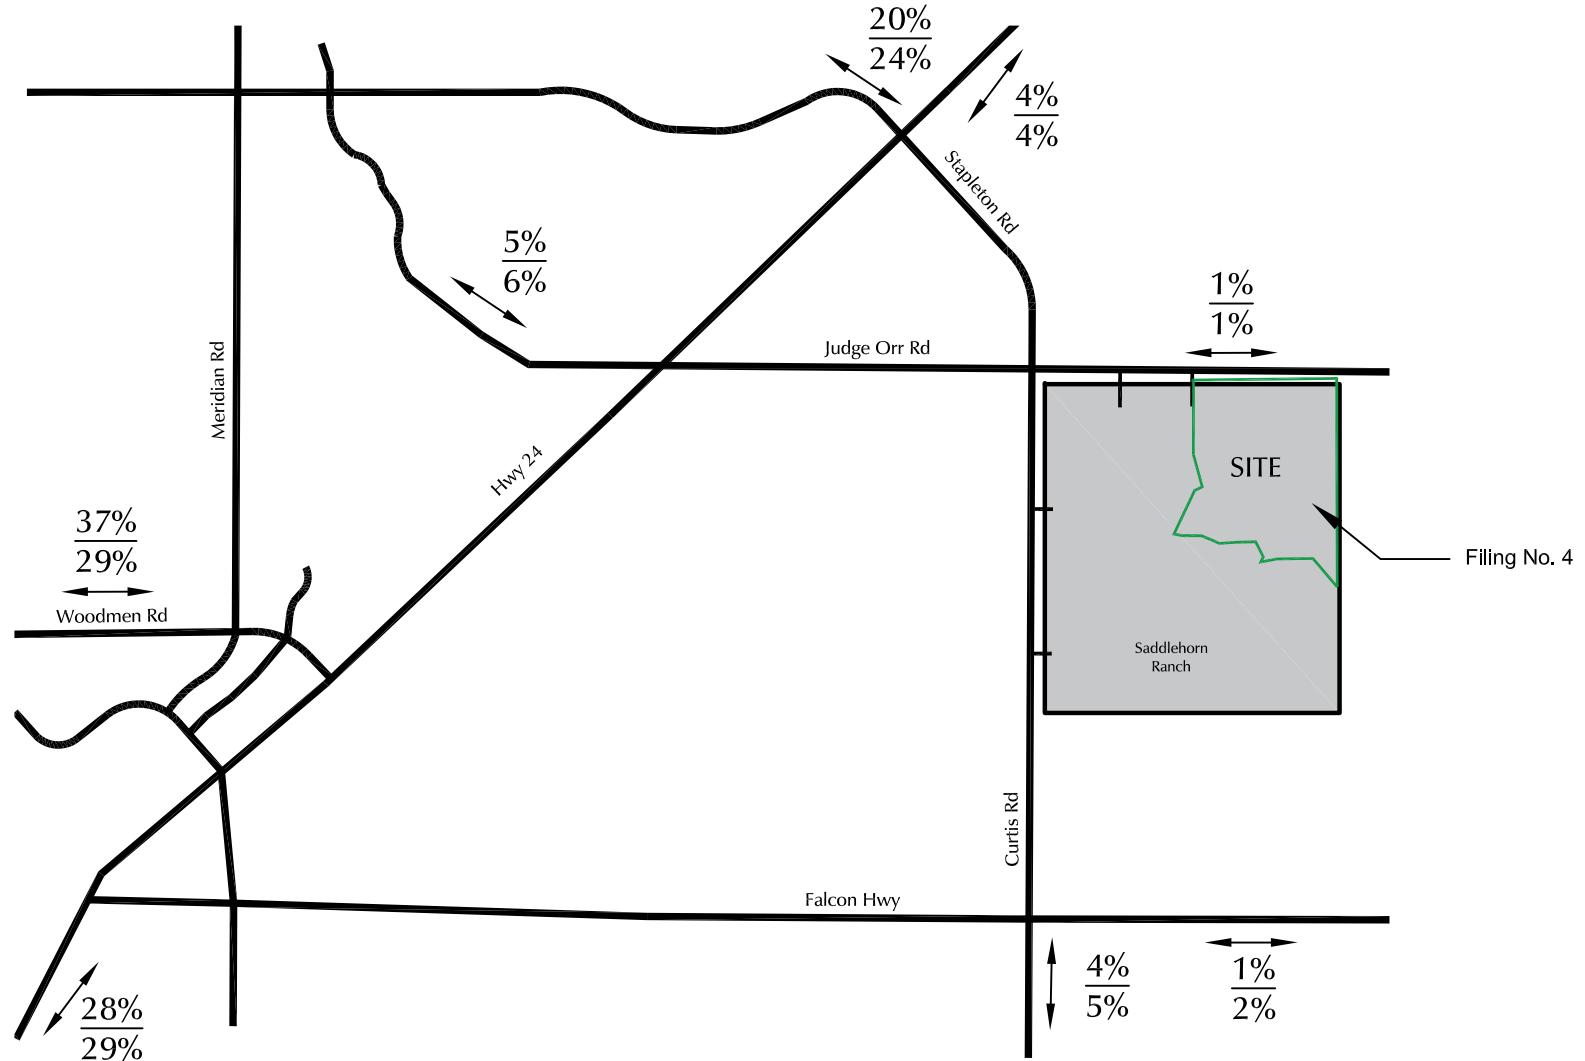 20%
24%
4%
4%
Stapleton Rd
5%
6%
1%
1%
Judge Orr Rd
Meridian Rd
Hwy 24
SITE
37%
29%
Filing No. 4
Woodmen Rd
Saddlehorn
Ranch
Curtis Rd
Falcon Hwy
4%
5%
1%
2%
28%
29%